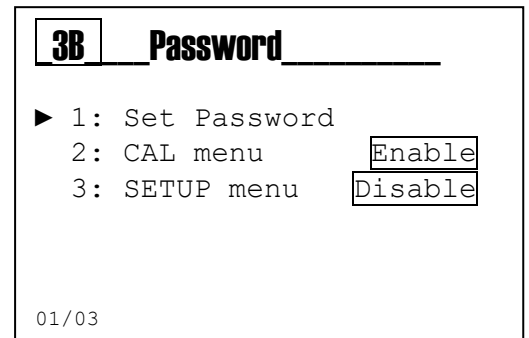 3B Password
► 1: Set Password
2: CAL menu Enable
3: SETUP menu Disable
01/03